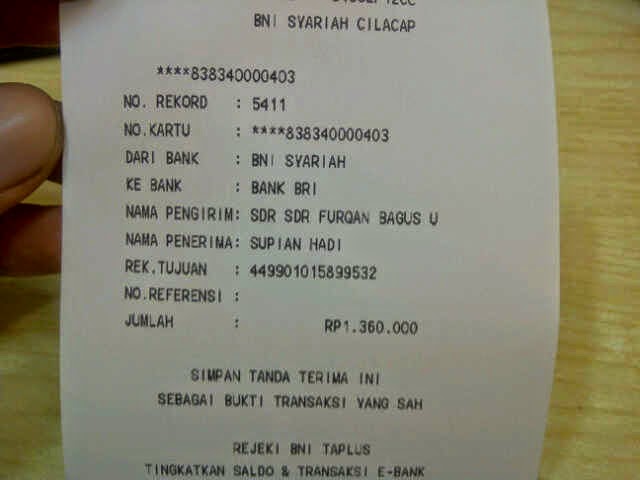 BNI SYARIAH CILACAP
****838340000403
NO. REKORD : 5411
NO.KARTU : ****838340000403
DARI BANK : BNI SYARIAH
KE BANK : BANK BRI
NAMA PENGIRIM: SDR SDR FURQAN BAGUS U
NAMA PENERIMA: SUPIAN HADI
REK.TUJUAN : 449901015899532
NO.REFERENSI :
JUMLAH : RP1.360.000
SIMPAN TANDA TERIMA INI
SEBAGAI BUKTI TRANSAKSI YANG SAH
REJEKI BNI TAPLUS
TINGKATKAN SALDO & TRANSAKSI E-BANK